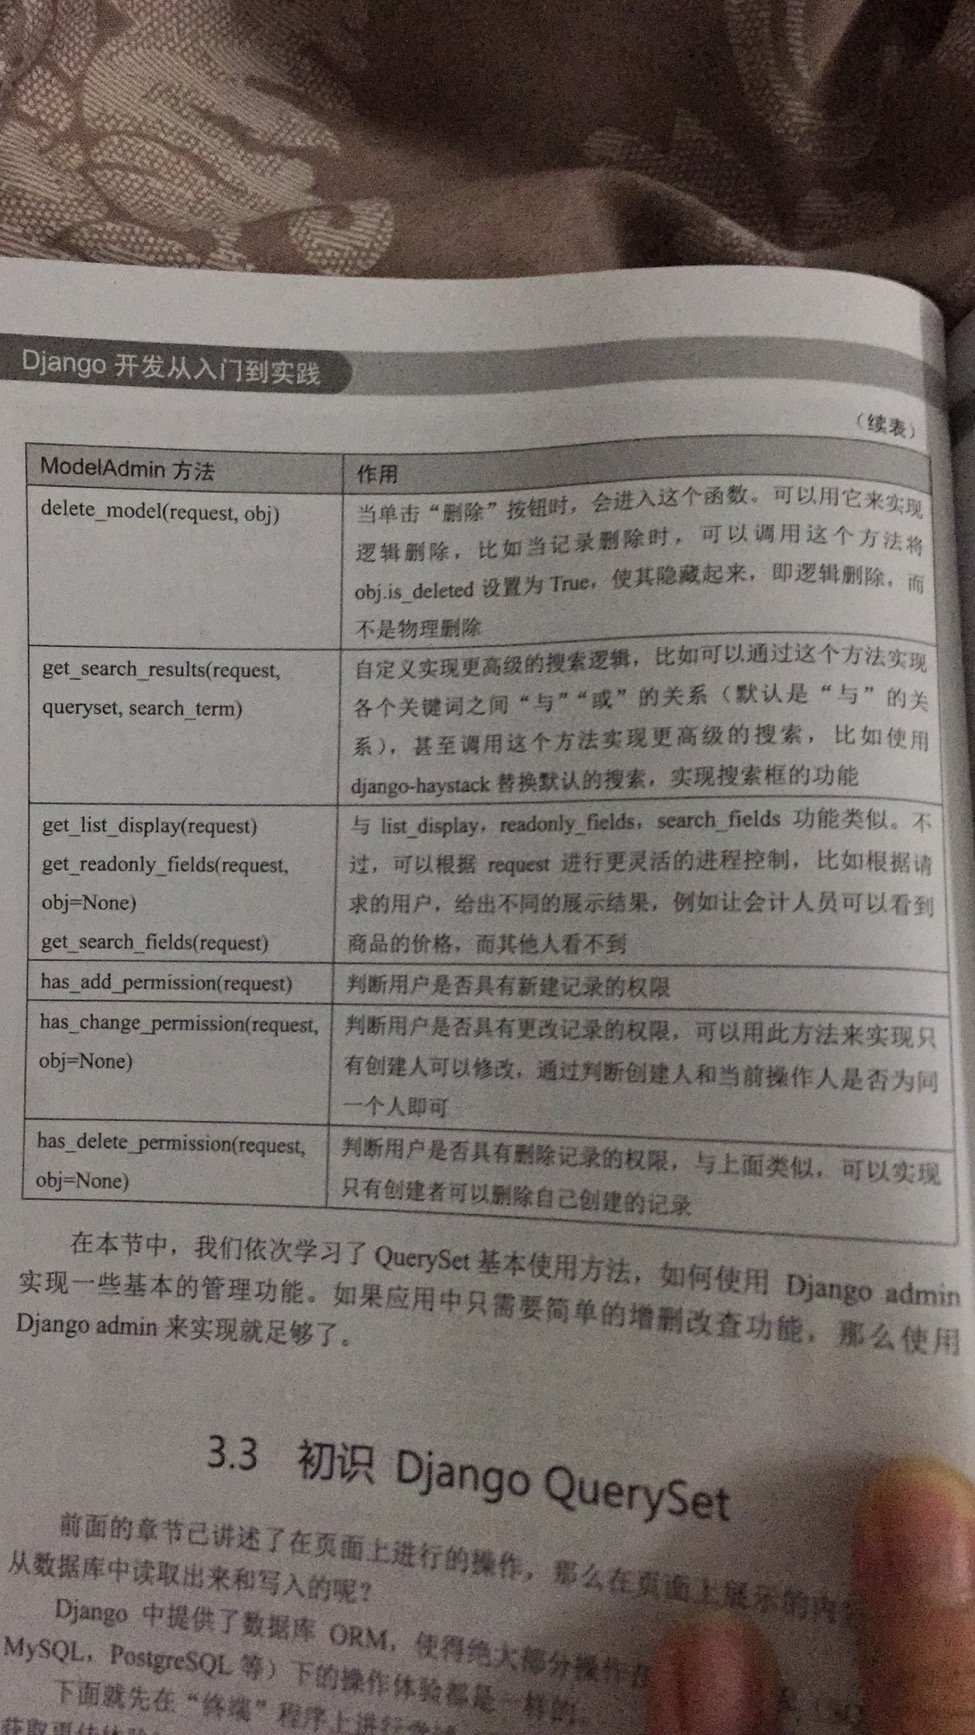 Django 开发从入门到实践
（续表）
ModelAdmin 方法
作用
delete_model(request, obj)
当单击“删除”按钮时，会进入这个函数。可以用它来实现
逻辑删除，比如当记录删除时，可以调用这个方法将
obj.is_deleted 设置为 True，使其隐藏起来，即逻辑删除，而
不是物理删除
get_search_results(request,
queryset, search_term)
自定义实现更高级的搜索逻辑，比如可以通过这个方法实现
各个关键词之间“与”“或”的关系（默认是“与”的关
系），甚至调用这个方法实现更高级的搜索，比如使用
django-haystack 替换默认的搜索，实现搜索框的功能
get_list_display(request)
get_readonly_fields(request,
obj=None)
get_search_fields(request)
与 list_display，readonly_fields，search_fields 功能类似。不
过，可以根据 request 进行更灵活的进程控制，比如根据请
求的用户，给出不同的展示结果，例如让会计人员可以看到
商品的价格，而其他人看不到
has_add_permission(request)
判断用户是否具有新建记录的权限
has_change_permission(request,
obj=None)
判断用户是否具有更改记录的权限，可以用此方法来实现只
有创建人可以修改，通过判断创建人和当前操作人是否为同
一个人即可
has_delete_permission(request,
obj=None)
判断用户是否具有删除记录的权限，与上面类似，可以实现
只有创建者可以删除自己创建的记录
在本节中，我们依次学习了 QuerySet 基本使用方法，如何使用 Django admin
实现一些基本的管理功能。如果应用中只需要简单的增删改查功能，那么使用
Django admin 来实现就足够了。
3.3 初识 Django QuerySet
前面的章节已讲述了在页面上进行的操作，那么在页面上展示的内
从数据库中读取出来和写入的呢？
Django 中提供了数据库 ORM，使得绝大部分操作在
MySQL，PostgreSQL 等）下的操作体验都是一样的。
下面就先在“终端”程序上进行